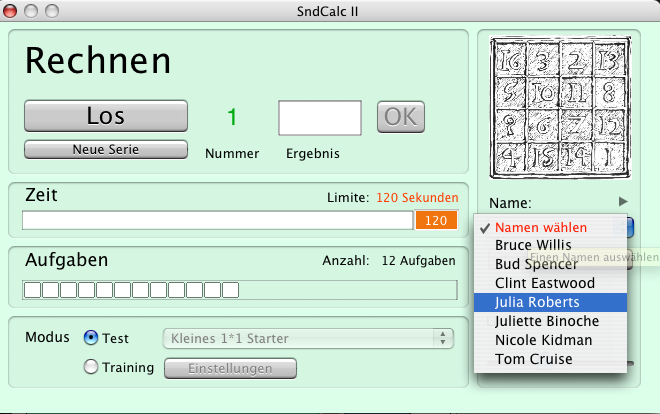 SndCalc II
Rechnen
Los
Neue Serie
1
Nummer
Ergebnis
OK
Zeit
Limite: 120 Sekunden
120
Aufgaben
Anzahl: 12 Aufgaben
Modus
Test
Kleines 1*1 Starter
Training
Einstellungen
16 3 2 13
5 10 11 8
9 6 7 12
4 15 14 1
Name:
✓ Namen wählen
Bruce Willis
Einen Namen auswählen
Bud Spencer
Clint Eastwood
Julia Roberts
Juliette Binoche
Nicole Kidman
Tom Cruise